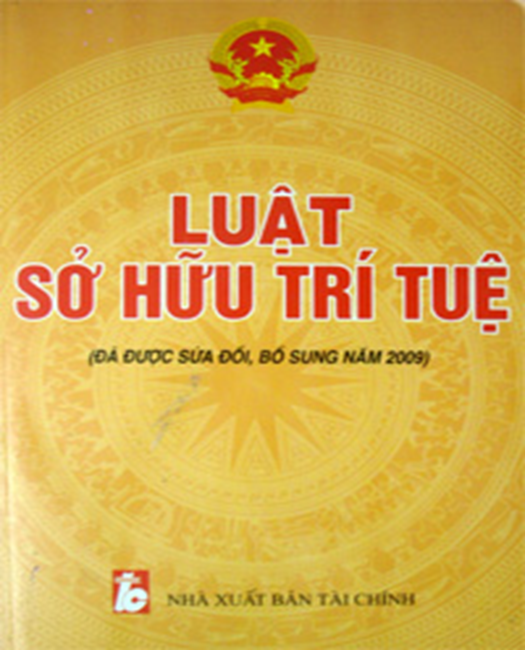 LUẬT
SỞ HỮU TRÍ TUỆ
(ĐÃ ĐƯỢC SỬA ĐỔI, BỔ SUNG NĂM 2009)
NHÀ XUẤT BẢN TÀI CHÍNH